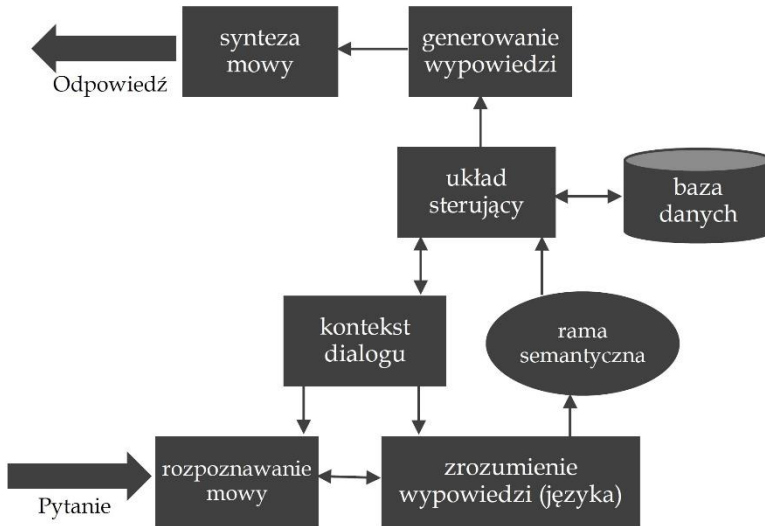 synteza
mowy
generowanie
wypowiedzi
Odpowiedź
układ
sterujący
baza
danych
kontekst
dialogu
rama
semantyczna
rozpoznawanie
mowy
zrozumienie
wypowiedzi (języka)
Pytanie